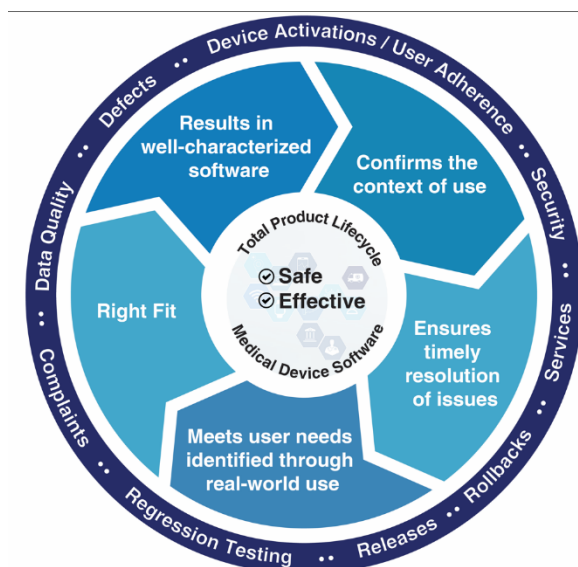 Device Activations / User Adherence
Security
Services
Rollbacks
Releases
Regression Testing
Complaints
Data Quality
Defects
Results in
well-characterized
software
Confirms the
context of use
Ensures
timely
resolution
of issues
Meets user needs
identified through
real-world use
Right Fit
Total Product Lifecycle
Safe
Effective
Medical Device Software